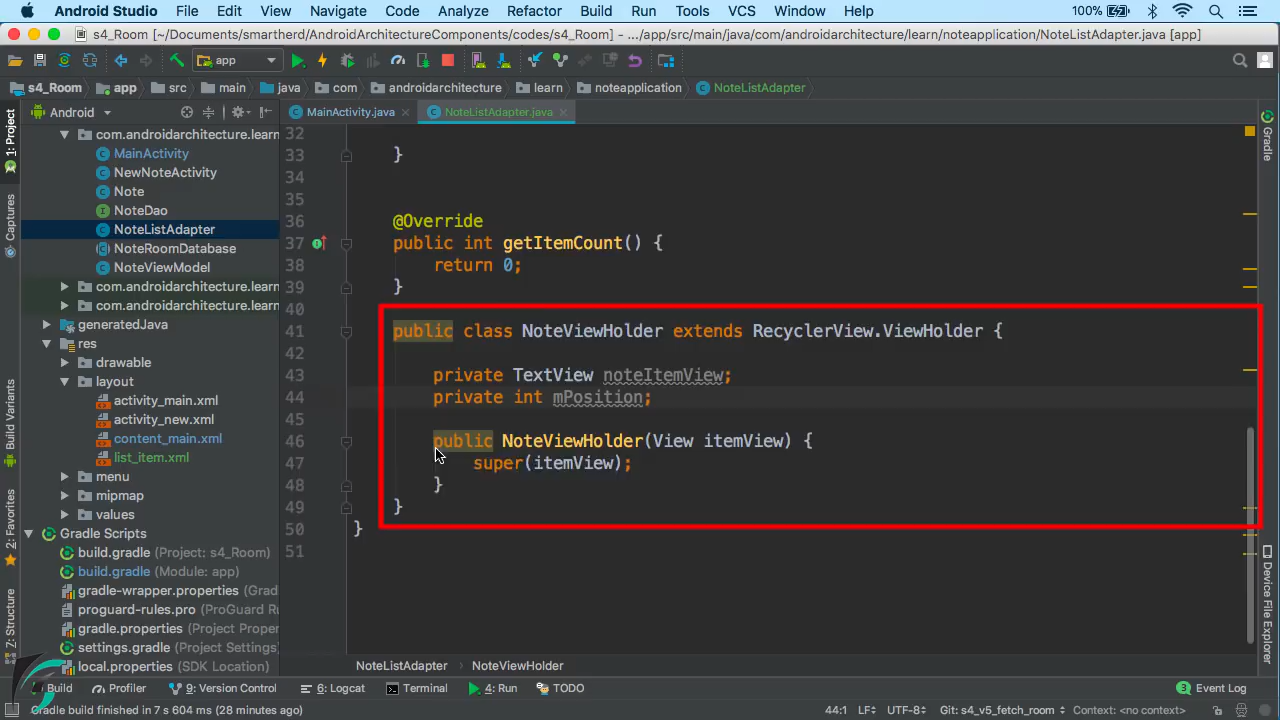 Android Studio File Edit View Navigate Code Analyze Refactor Build Run Tools VCS Window Help 100%
s4_Room [~/Documents/smartherd/AndroidArchitectureComponents/codes/s4_Room] - .../app/src/main/java/com/androidarchitecture/learn/noteapplication/NoteListAdapter.java [app]
app
s4_Room app src main java com androidarchitecture learn noteapplication NoteListAdapter
Android MainActivity.java NoteListAdapter.java
1: Project
Captures
Build Variants
2: Favorites
7: Structure
com.androidarchitecture.learn
MainActivity
NewNoteActivity
Note
NoteDao
NoteListAdapter
NoteRoomDatabase
NoteViewModel
com.androidarchitecture.learn
com.androidarchitecture.learn
generatedJava
res
drawable
layout
activity_main.xml
activity_new.xml
content_main.xml
list_item.xml
menu
mipmap
values
Gradle Scripts
build.gradle (Project: s4_Room)
build.gradle (Module: app)
gradle-wrapper.properties (Grad
proguard-rules.pro (ProGuard Ru
gradle.properties (Project Proper
settings.gradle (Project Settings)
local.properties (SDK Location)
32
33 }
34
35
36 @Override
37 public int getItemCount() {
38 return 0;
39 }
40
41 public class NoteViewHolder extends RecyclerView.ViewHolder {
42
43 private TextView noteItemView;
44 private int mPosition;
45
46 public NoteViewHolder(View itemView) {
47 super(itemView);
48 }
49 }
50 }
51
Gradle
Device File Explorer
NoteListAdapter NoteViewHolder
Build Profiler 9: Version Control 6: Logcat Terminal 4: Run TODO 3 Event Log
Gradle build finished in 7 s 604 ms (28 minutes ago) 44:1 LF UTF-8 Git: s4_v5_fetch_room Context: <no context>